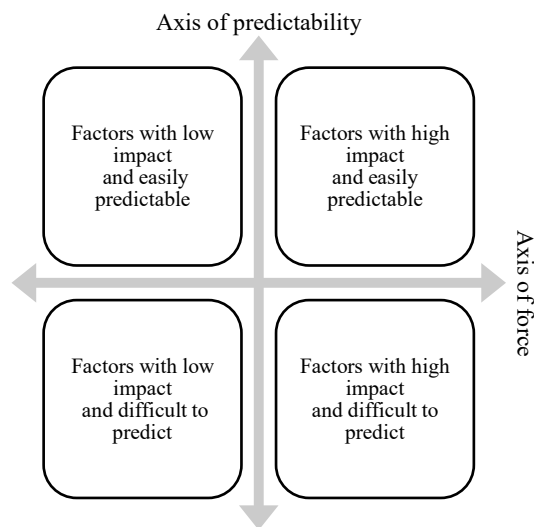 Axis of predictability
Factors with low
impact
and easily
predictable
Factors with high
impact
and easily
predictable
Axis of force
Factors with low
impact
and difficult to
predict
Factors with high
impact
and difficult to
predict